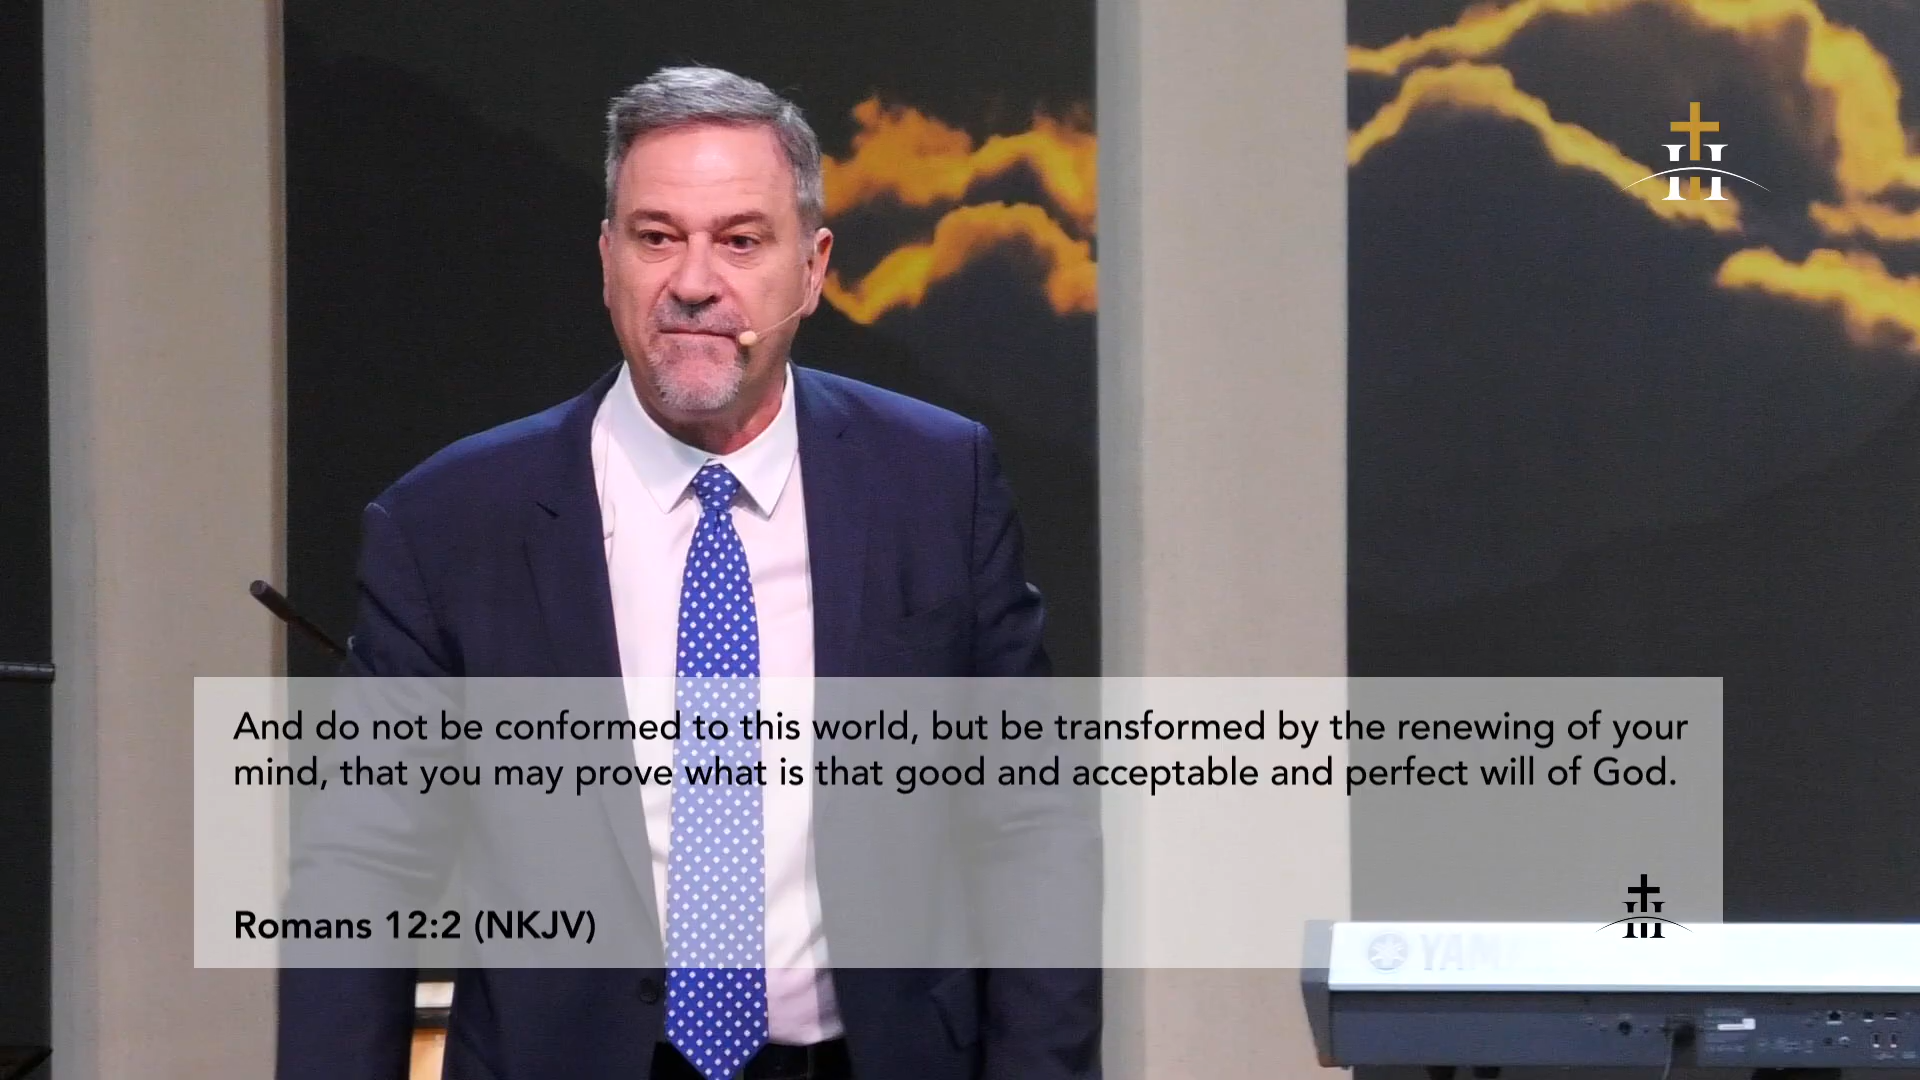 And do not be conformed to this world, but be transformed by the renewing of your
mind, that you may prove what is that good and acceptable and perfect will of God.
Romans 12:2 (NKJV)